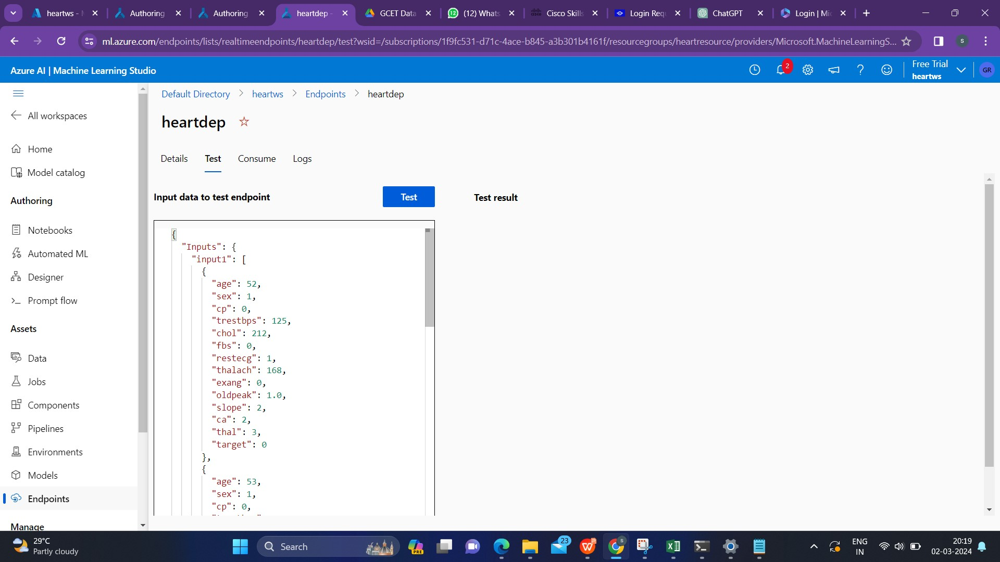 heartws - M
Authoring
Authoring
heartdep -
GCET Data
(12) Whats
Cisco Skills
Login Requ
ChatGPT
Login | Mic
ml.azure.com/endpoints/lists/realtimeendpoints/heartdep/test?wsid=/subscriptions/1f9fc531-d71c-4ace-b845-a3b301b4161f/resourcegroups/heartresource/providers/Microsoft.MachineLearningS...
S
Azure AI | Machine Learning Studio
2
Free Trial
heartws
GR
All workspaces
Home
Model catalog
Authoring
Notebooks
Automated ML
Designer
Prompt flow
Assets
Data
Jobs
Components
Pipelines
Environments
Models
Endpoints
Manage
Default Directory > heartws > Endpoints > heartdep
heartdep
Details Test Consume Logs
Input data to test endpoint
Test
Test result
{
"Inputs": {
"input1": [
{
"age": 52,
"sex": 1,
"cp": 0,
"trestbps": 125,
"chol": 212,
"fbs": 0,
"restecg": 1,
"thalach": 168,
"exang": 0,
"oldpeak": 1.0,
"slope": 2,
"ca": 2,
"thal": 3,
"target": 0
},
{
"age": 53,
"sex": 1,
"cp": 0,
29°C
Partly cloudy
Search
PRE
23
ENG
IN
20:19
02-03-2024